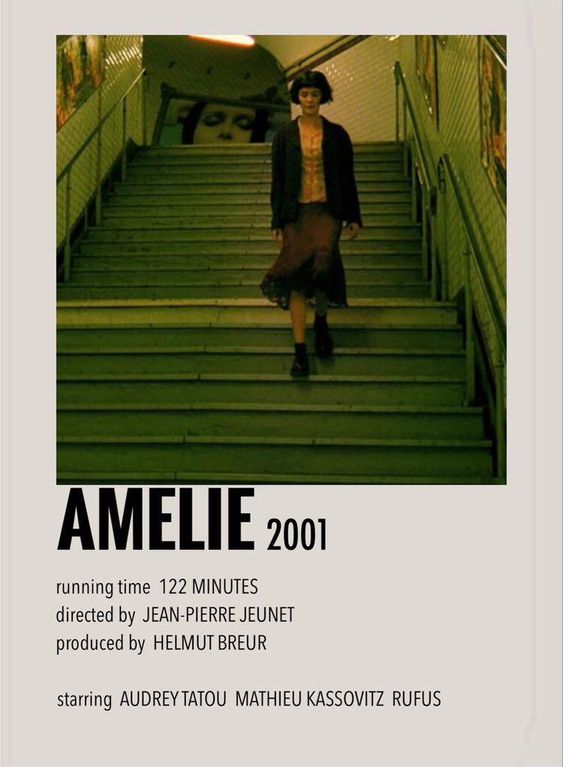 AMELIE 2001
running time 122 MINUTES
directed by JEAN-PIERRE JEUNET
produced by HELMUT BREUR
starring AUDREY TATOU MATHIEU KASSOVITZ RUFUS